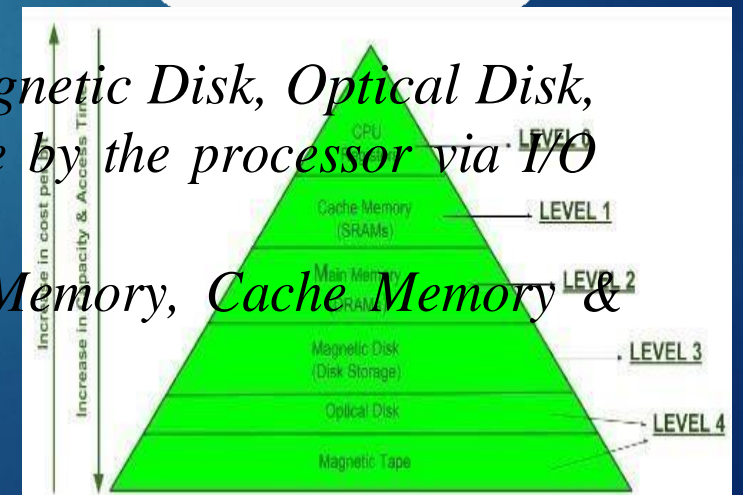 gnetic Disk, Optical Disk,
e by the processor via I/O
Memory, Cache Memory &
CPU
LEVEL 0
Cache Memory
(SRAMs)
LEVEL 1
Main Memory
(DRAMs)
LEVEL 2
Magnetic Disk
(Disk Storage)
LEVEL 3
Optical Disk
LEVEL 4
Magnetic Tape
Increase in cost per bit
Increase in Capacity & Access Time